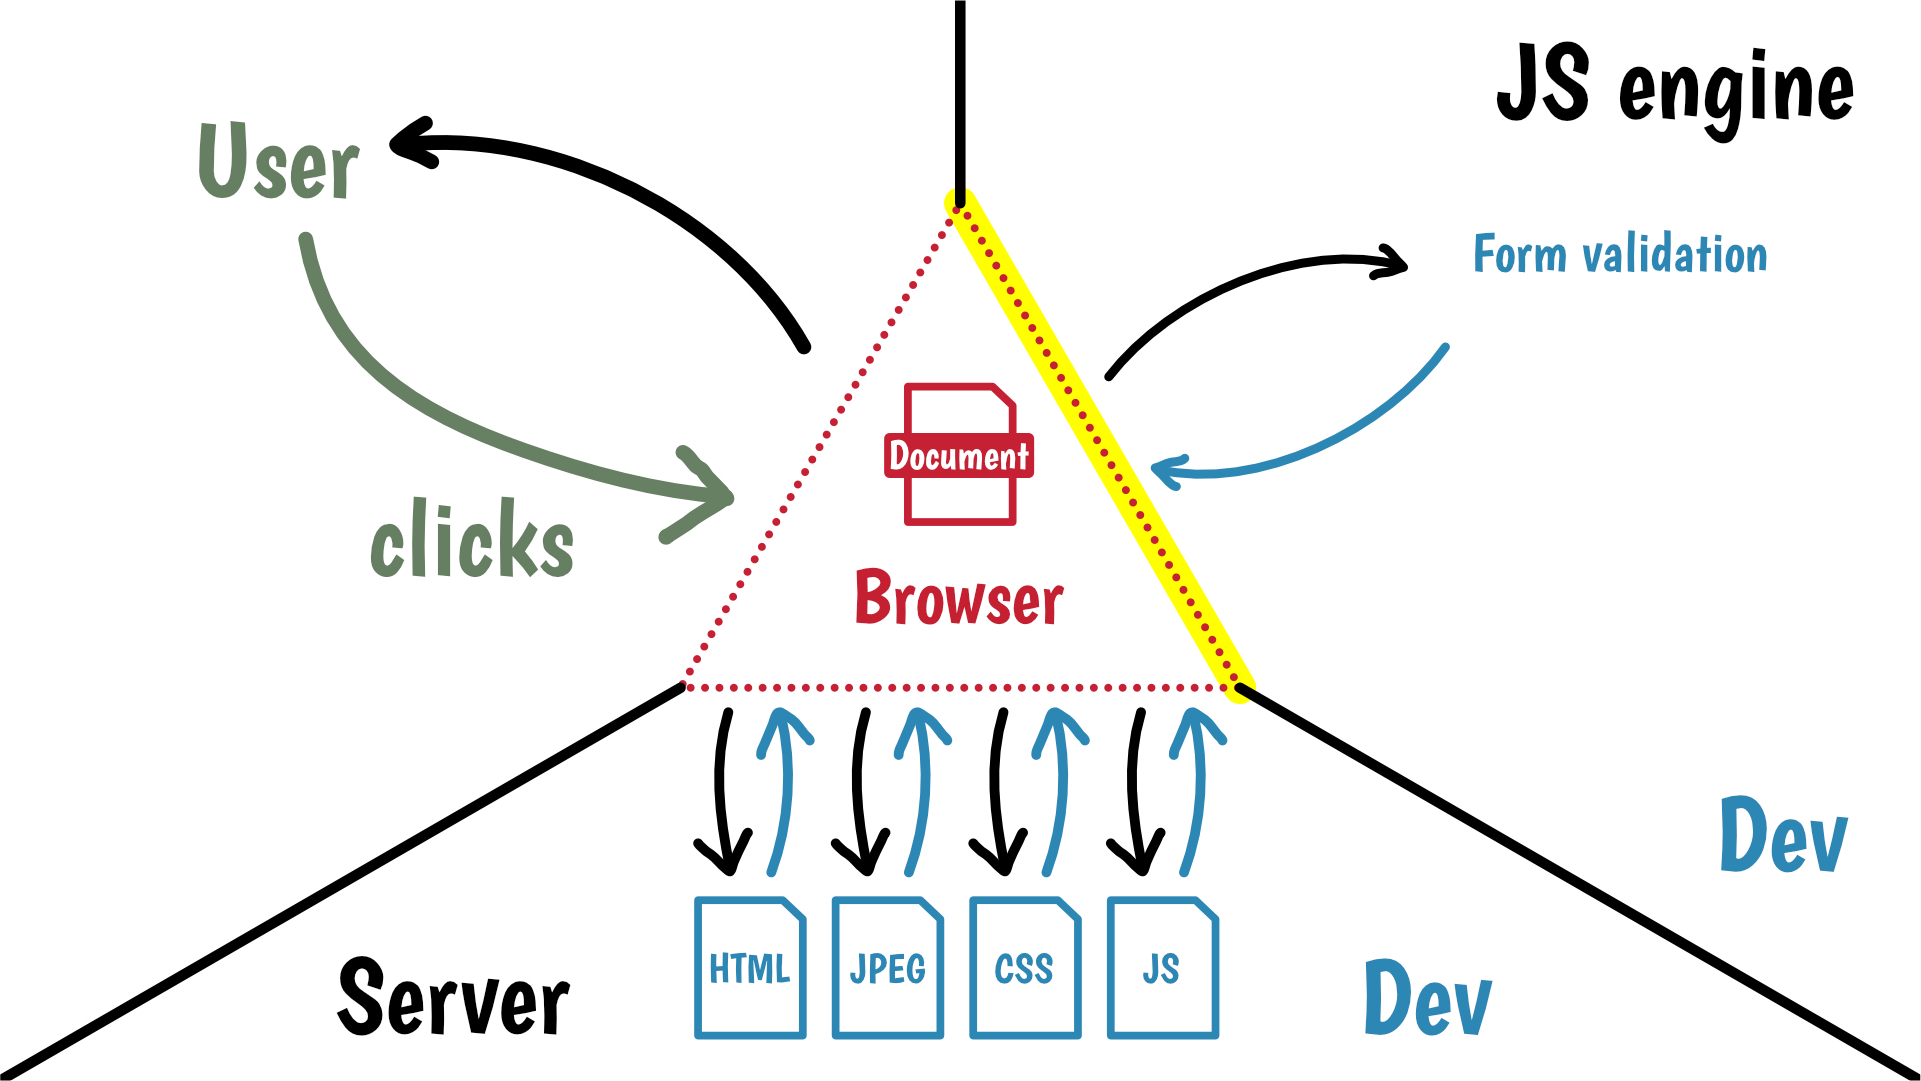 JS engine
User
Form validation
Document
clicks
Browser
Dev
HTML
JPEG
CSS
JS
Server
Dev